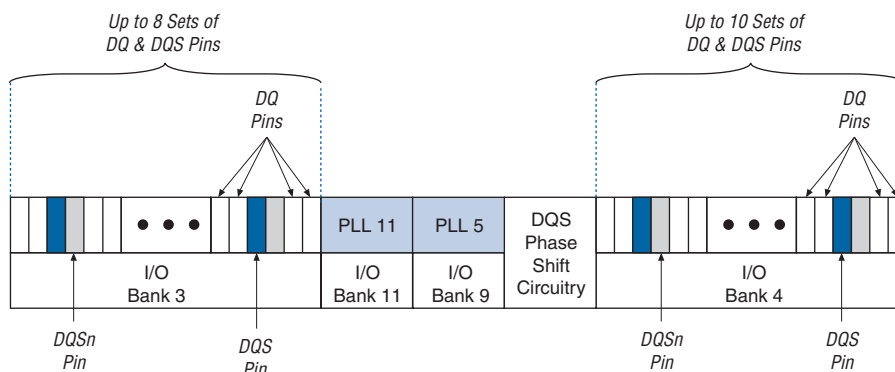 Up to 8 Sets of
DQ & DQS Pins
Up to 10 Sets of
DQ & DQS Pins
DQ
Pins
DQ
Pins
PLL 11
PLL 5
DQS
Phase
Shift
Circuitry
I/O
Bank 3
I/O
Bank 11
I/O
Bank 9
I/O
Bank 4
DQSn
Pin
DQS
Pin
DQSn
Pin
DQS
Pin